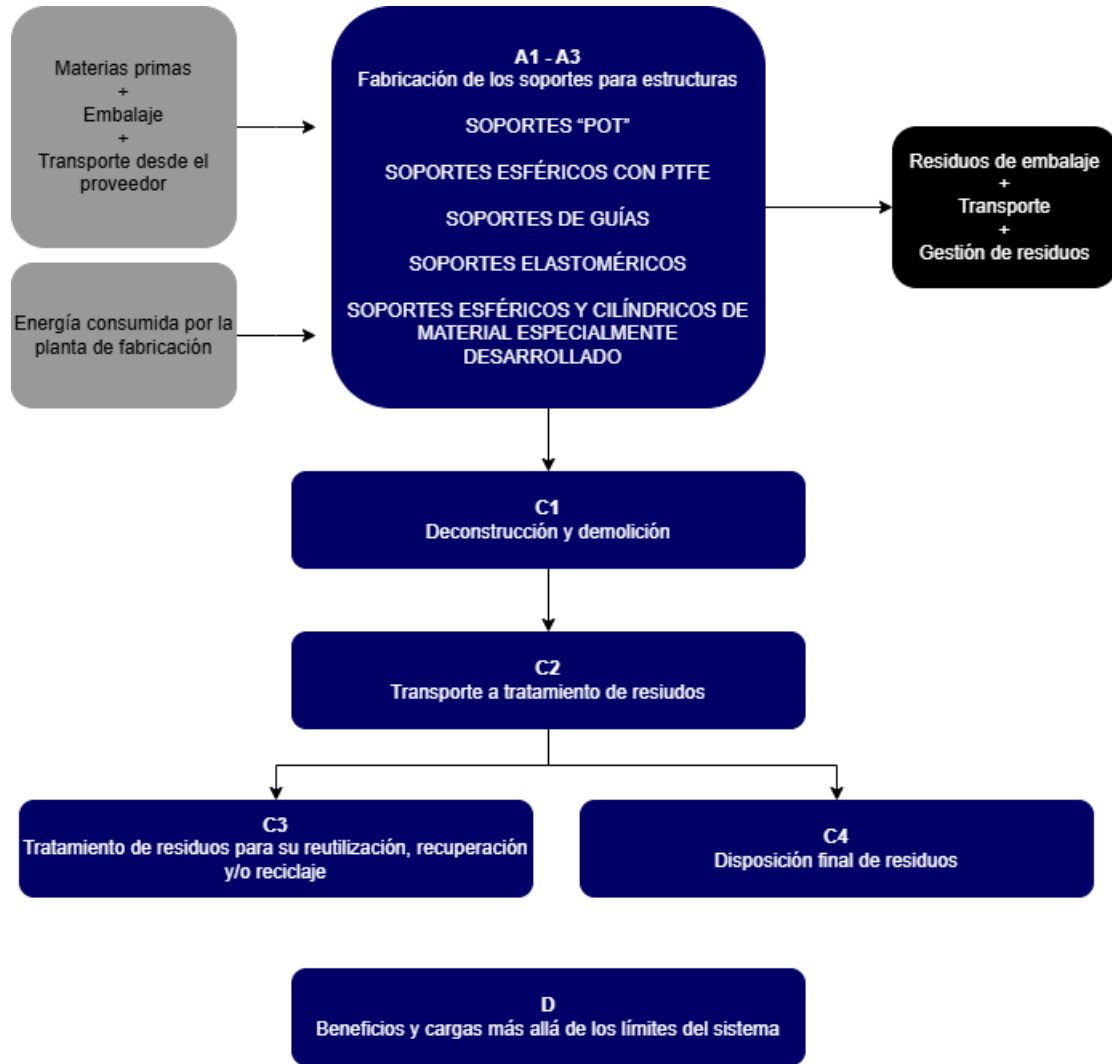 Materias primas
+
Embalaje
+
Transporte desde el
proveedor
Energía consumida por la
planta de fabricación
A1 - A3
Fabricación de los soportes para estructuras
SOPORTES “POT”
SOPORTES ESFÉRICOS CON PTFE
SOPORTES DE GUÍAS
SOPORTES ELASTOMÉRICOS
SOPORTES ESFÉRICOS Y CILÍNDRICOS DE
MATERIAL ESPECIALMENTE
DESARROLLADO
Residuos de embalaje
+
Transporte
+
Gestión de residuos
C1
Deconstrucción y demolición
C2
Transporte a tratamiento de resiudos
C3
Tratamiento de residuos para su reutilización, recuperación
y/o reciclaje
C4
Disposición final de residuos
D
Beneficios y cargas más allá de los límites del sistema